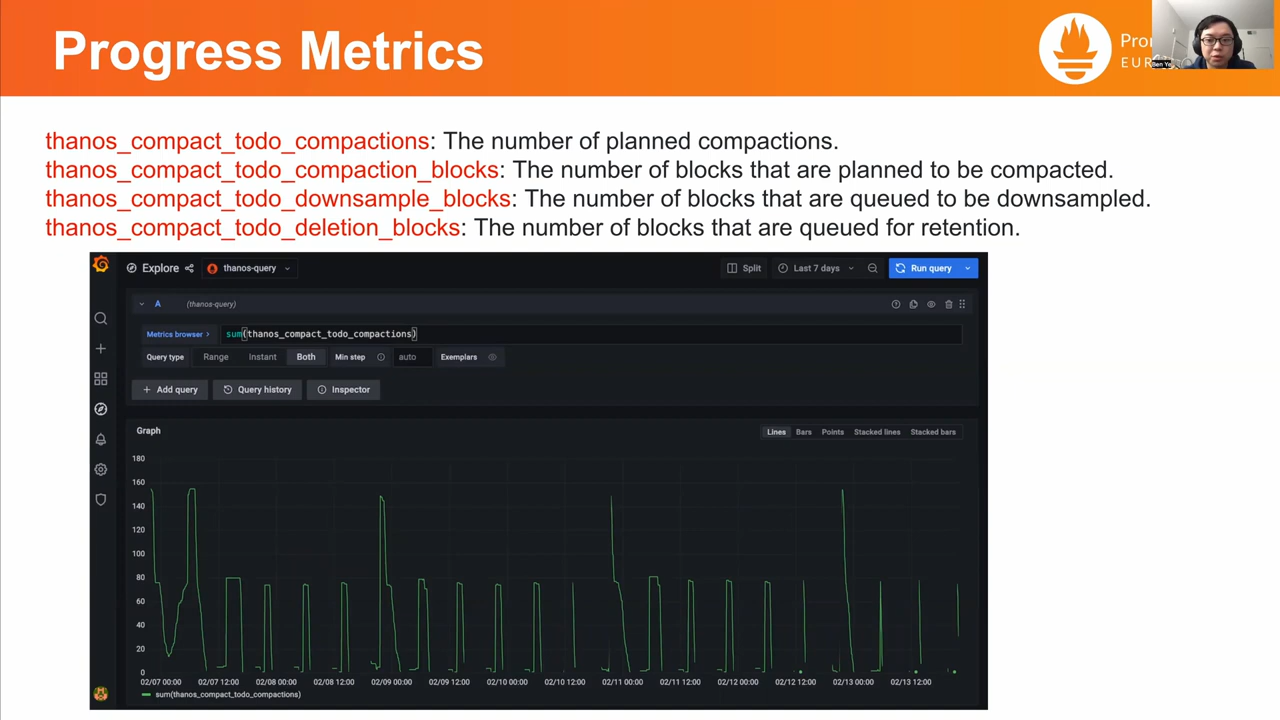 Progress Metrics
Ben Ye
thanos_compact_todo_compactions: The number of planned compactions.
thanos_compact_todo_compaction_blocks: The number of blocks that are planned to be compacted.
thanos_compact_todo_downsample_blocks: The number of blocks that are queued to be downsampled.
thanos_compact_todo_deletion_blocks: The number of blocks that are queued for retention.
Explore thanos-query Split Last 7 days Run query
A (thanos-query)
Metrics browser > sum(thanos_compact_todo_compactions)
Query type Range Instant Both Min step auto Exemplars
+ Add query Query history Inspector
Graph Lines Bars Points Stacked lines Stacked bars
180
160
140
120
100
80
60
40
20
0
02/07 00:00 02/07 12:00 02/08 00:00 02/08 12:00 02/09 00:00 02/09 12:00 02/10 00:00 02/10 12:00 02/11 00:00 02/11 12:00 02/12 00:00 02/12 12:00 02/13 00:00 02/13 12:00
sum(thanos_compact_todo_compactions)